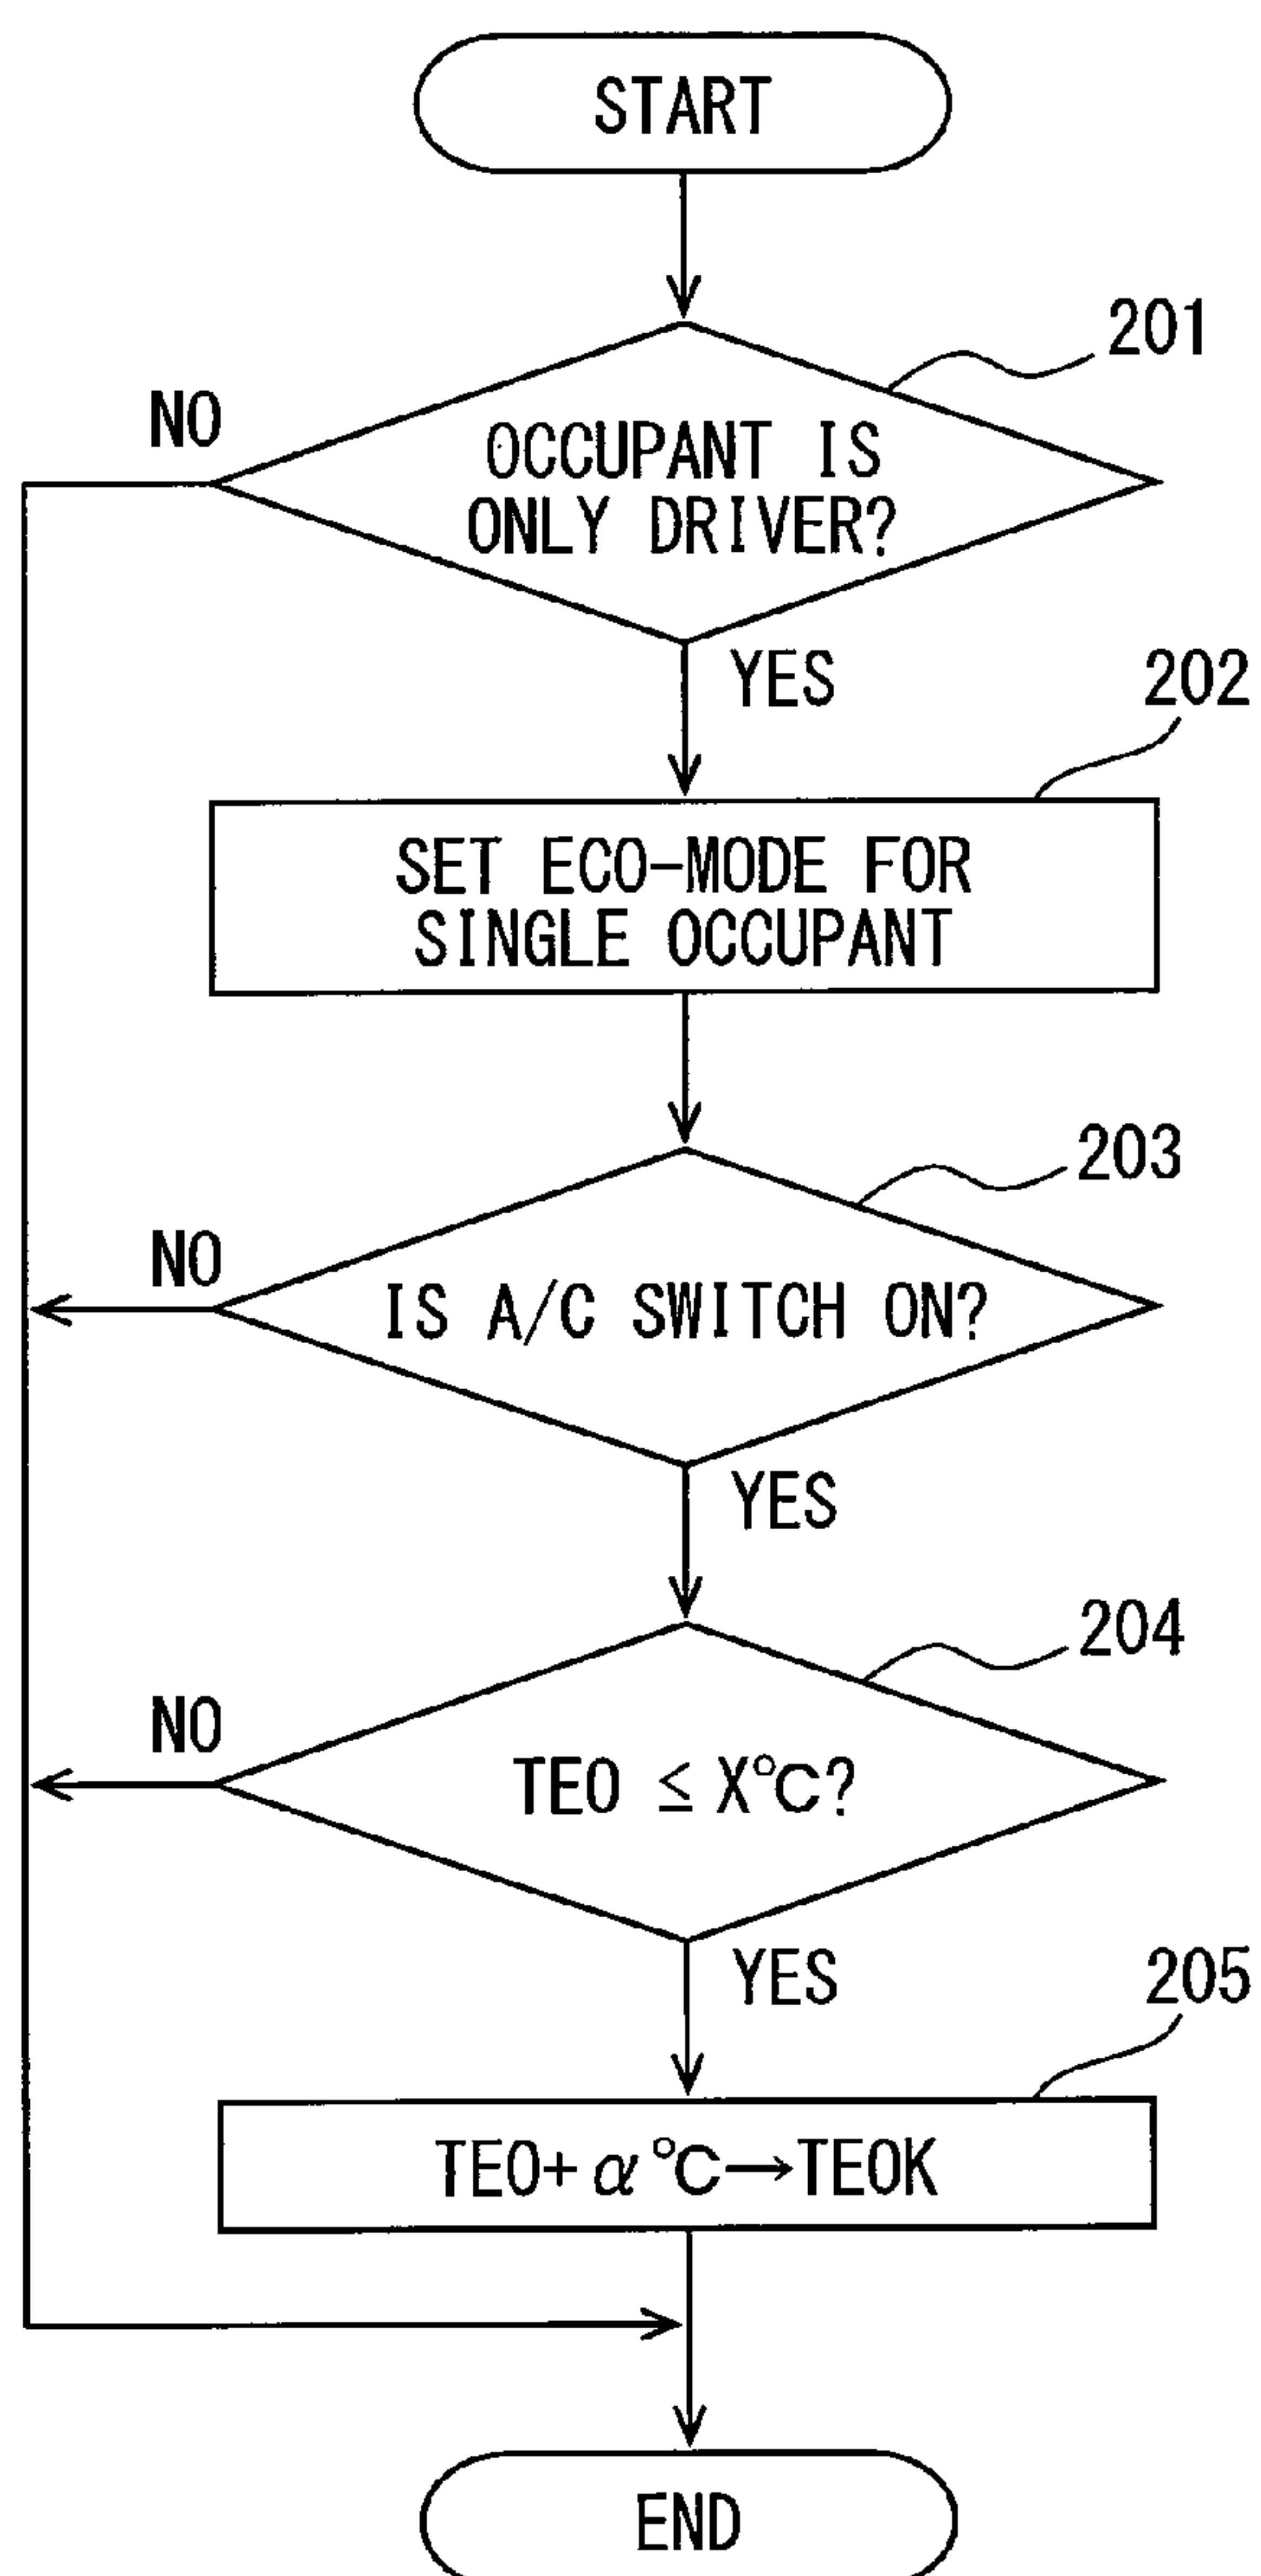 START
201
NO
OCCUPANT IS
ONLY DRIVER?
YES
202
SET ECO-MODE FOR
SINGLE OCCUPANT
203
NO
IS A/C SWITCH ON?
YES
204
NO
TEO ≤ X°C?
YES
205
TEO+α°C→TEOK
END